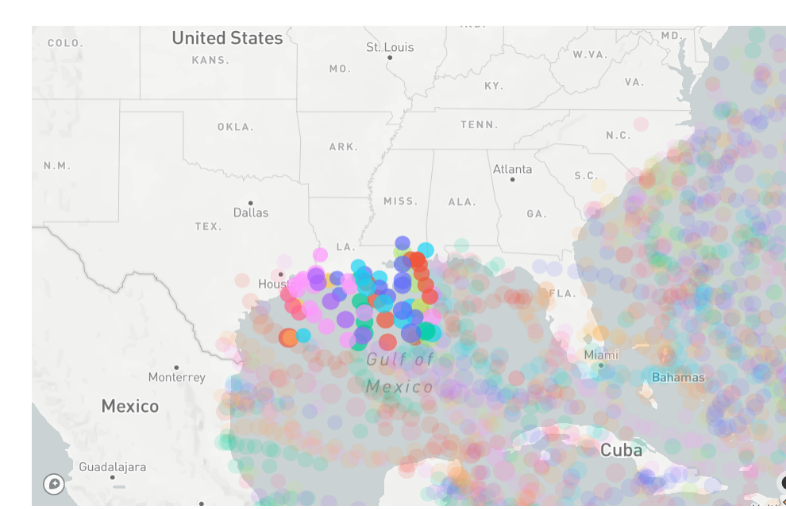 COLO.
United States
KANS.
St. Louis
MO.
MD.
W.VA.
KY.
VA.
OKLA.
TENN.
N.C.
ARK.
N.M.
Atlanta
S.C.
Dallas
MISS.
ALA.
GA.
TEX.
LA.
Hous
FLA.
Gulf of
Mexico
Miami
Monterrey
Bahamas
Mexico
Cuba
Guadalajara